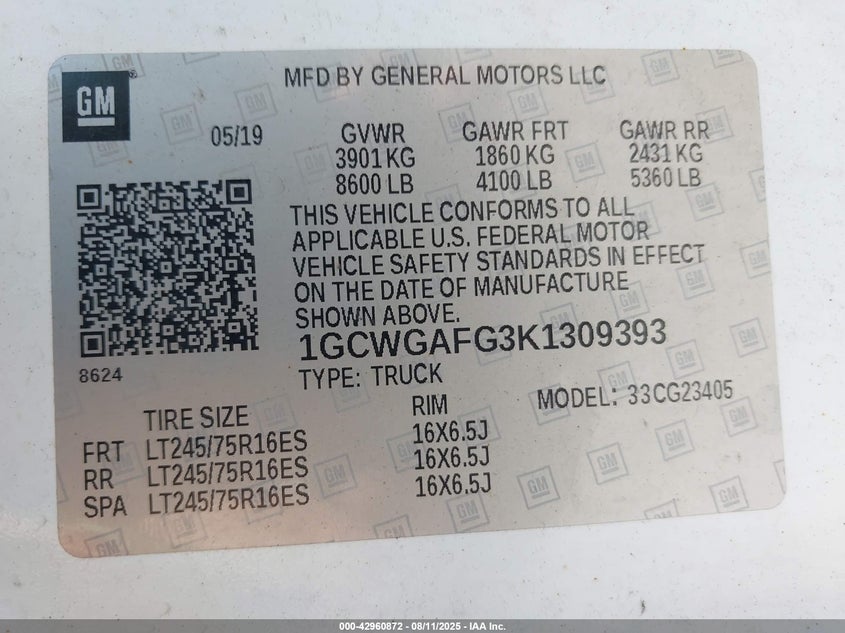 GM
MFD BY GENERAL MOTORS LLC
05/19 GVWR GAWR FRT GAWR RR
3901 KG 1860 KG 2431 KG
8600 LB 4100 LB 5360 LB
THIS VEHICLE CONFORMS TO ALL
APPLICABLE U.S. FEDERAL MOTOR
VEHICLE SAFETY STANDARDS IN EFFECT
ON THE DATE OF MANUFACTURE
SHOWN ABOVE.
1GCWGAFG3K1309393
8624
TYPE: TRUCK
MODEL: 33CG23405
TIRE SIZE RIM
FRT LT245/75R16ES 16X6.5J
RR LT245/75R16ES 16X6.5J
SPA LT245/75R16ES 16X6.5J
000-42960872 - 08/11/2025 - IAA Inc.